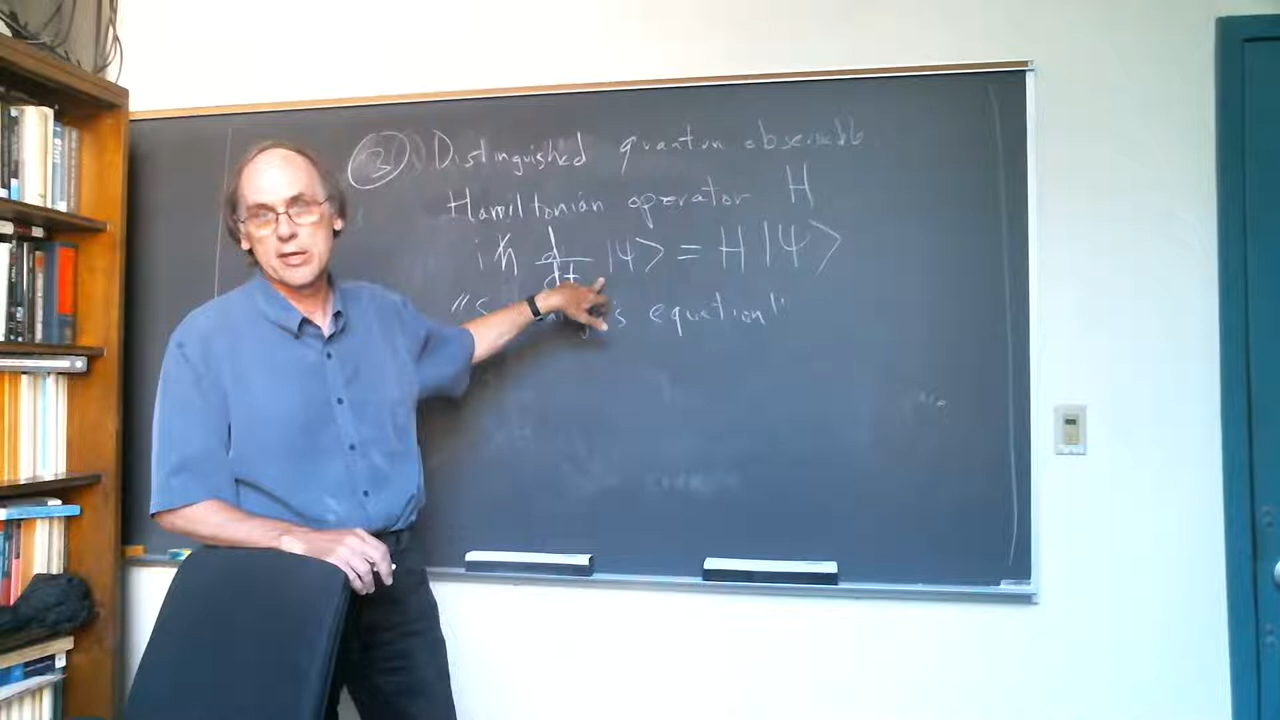 ③ Distinguished quantum observable
Hamiltonian operator H
iħ d/dt |Ψ> = H |Ψ>
"S 's equation"